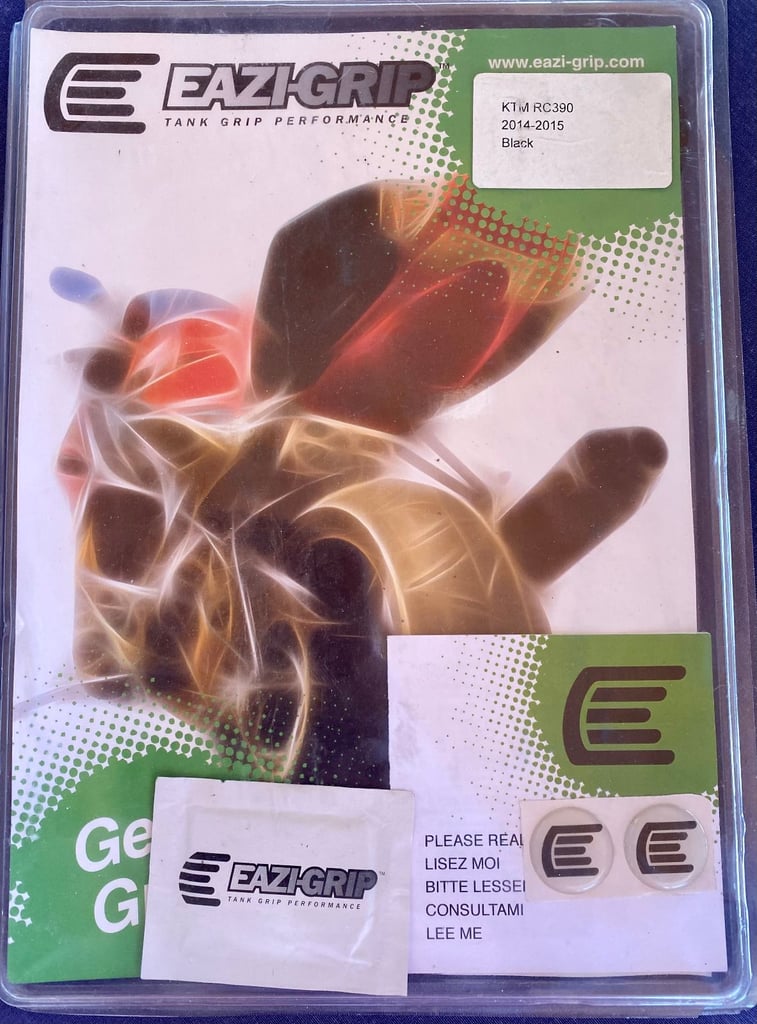 EAZI-GRIP™
TANK GRIP PERFORMANCE
www.eazi-grip.com
KTM RC390
2014-2015
Black
Ge
G
EAZI-GRIP™
TANK GRIP PERFORMANCE
PLEASE REA
LISEZ MOI
BITTE LESSE
CONSULTAMI
LEE ME